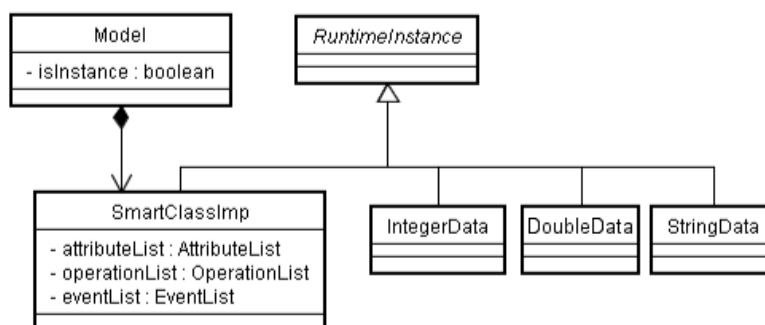 Model
- isInstance : boolean
RuntimeInstance
SmartClassImp
- attributeList : AttributeList
- operationList : OperationList
- eventList : EventList
IntegerData
DoubleData
StringData